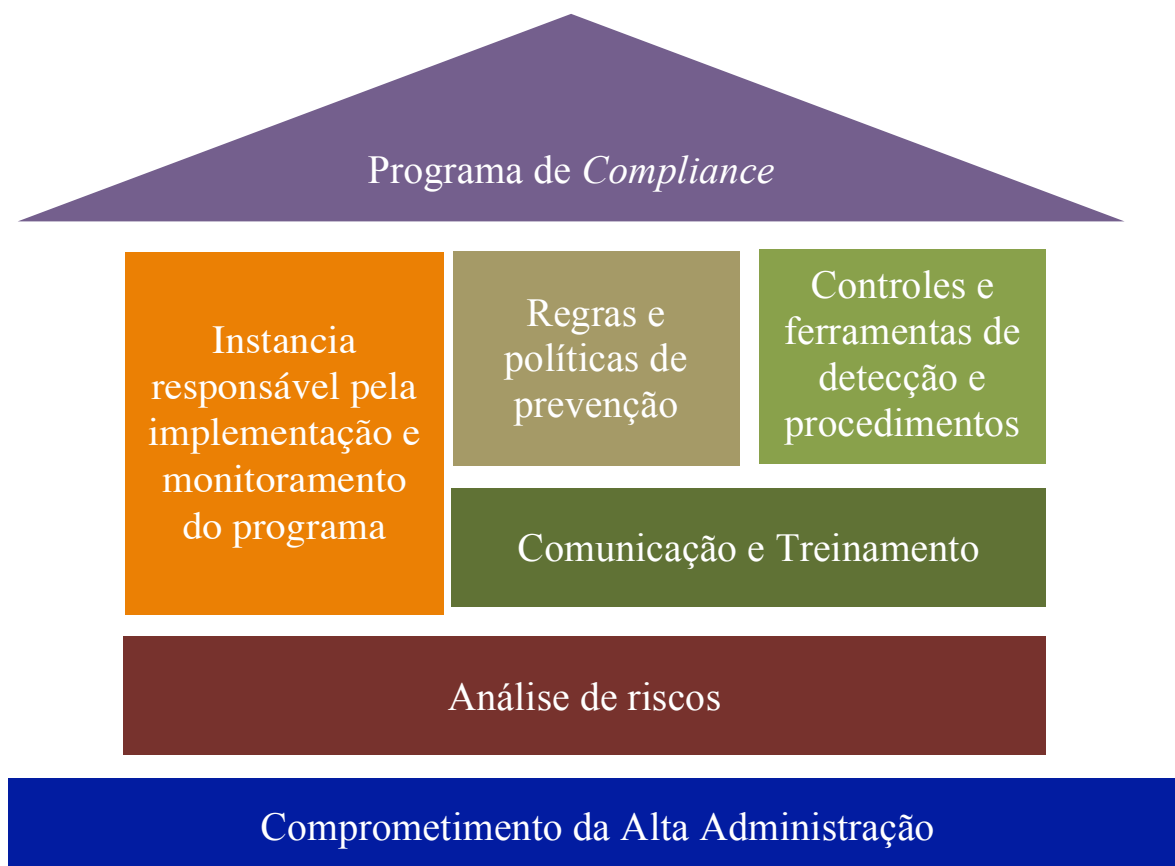 Programa de Compliance
Instancia
responsável pela
implementação e
monitoramento
do programa
Regras e
políticas de
prevenção
Controles e
ferramentas de
detecção e
procedimentos
Comunicação e Treinamento
Análise de riscos
Comprometimento da Alta Administração